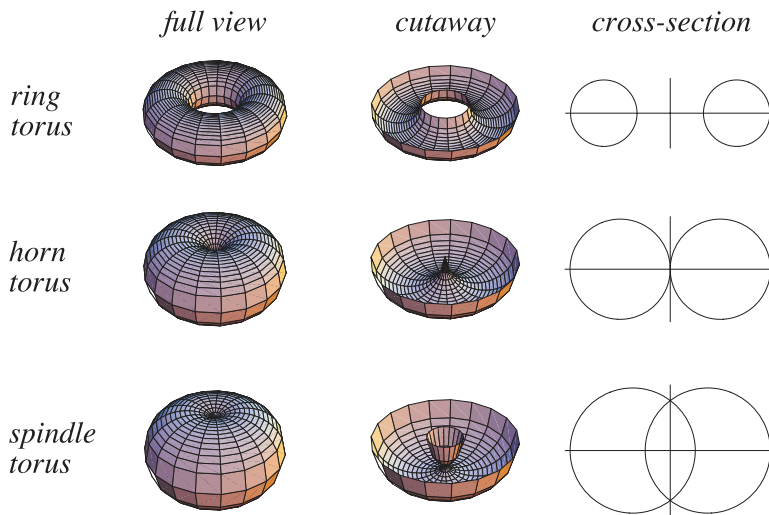 full view cutaway cross-section
ring
torus
horn
torus
spindle
torus